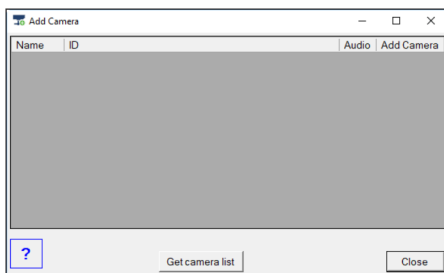 Add Camera
Name ID Audio Add Camera
?
Get camera list
Close